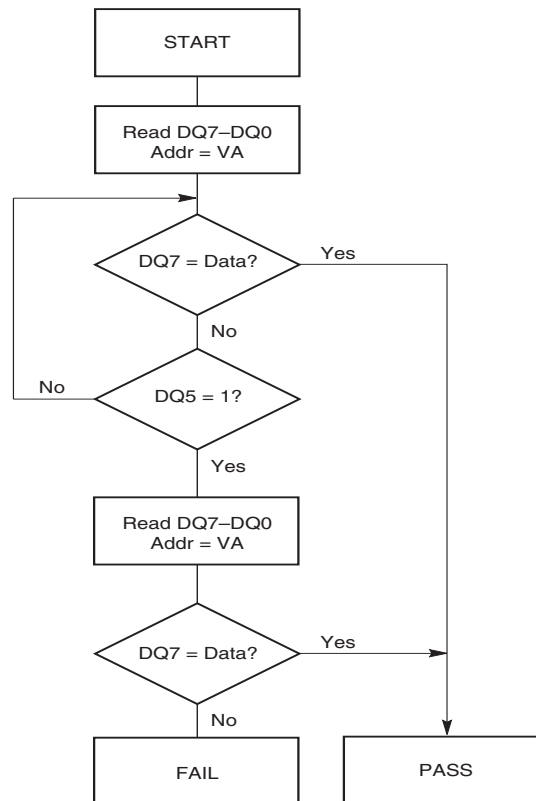 START
Read DQ7–DQ0
Addr = VA
DQ7 = Data?
Yes
No
No
DQ5 = 1?
Yes
Read DQ7–DQ0
Addr = VA
DQ7 = Data?
Yes
No
FAIL
PASS